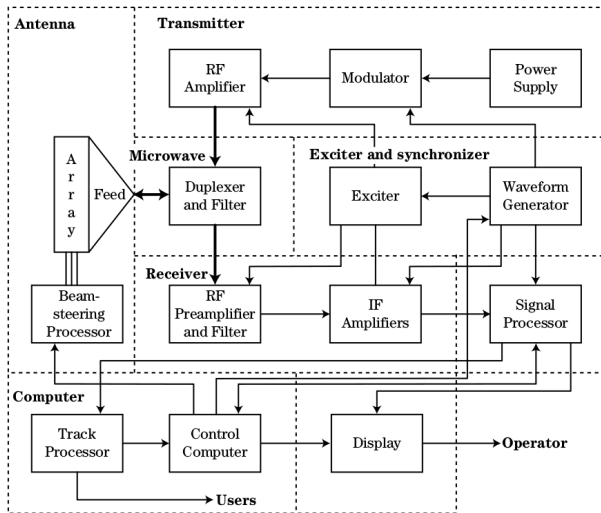 Antenna
Transmitter
RF
Amplifier
Modulator
Power
Supply
Microwave
Exciter and synchronizer
A
r
r
a
y
Feed
Duplexer
and Filter
Exciter
Waveform
Generator
Receiver
Beam-
steering
Processor
RF
Preamplifier
and Filter
IF
Amplifiers
Signal
Processor
Computer
Track
Processor
Control
Computer
Display
Operator
Users